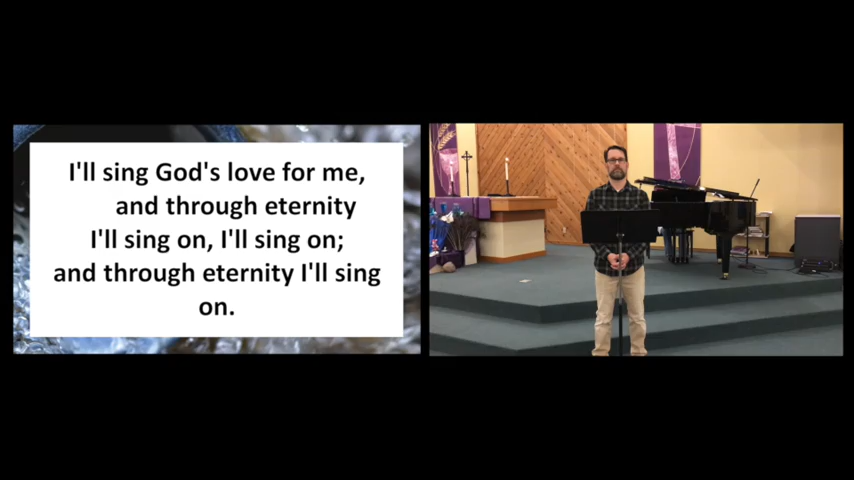 I'll sing God's love for me,
and through eternity
I'll sing on, I'll sing on;
and through eternity I'll sing
on.